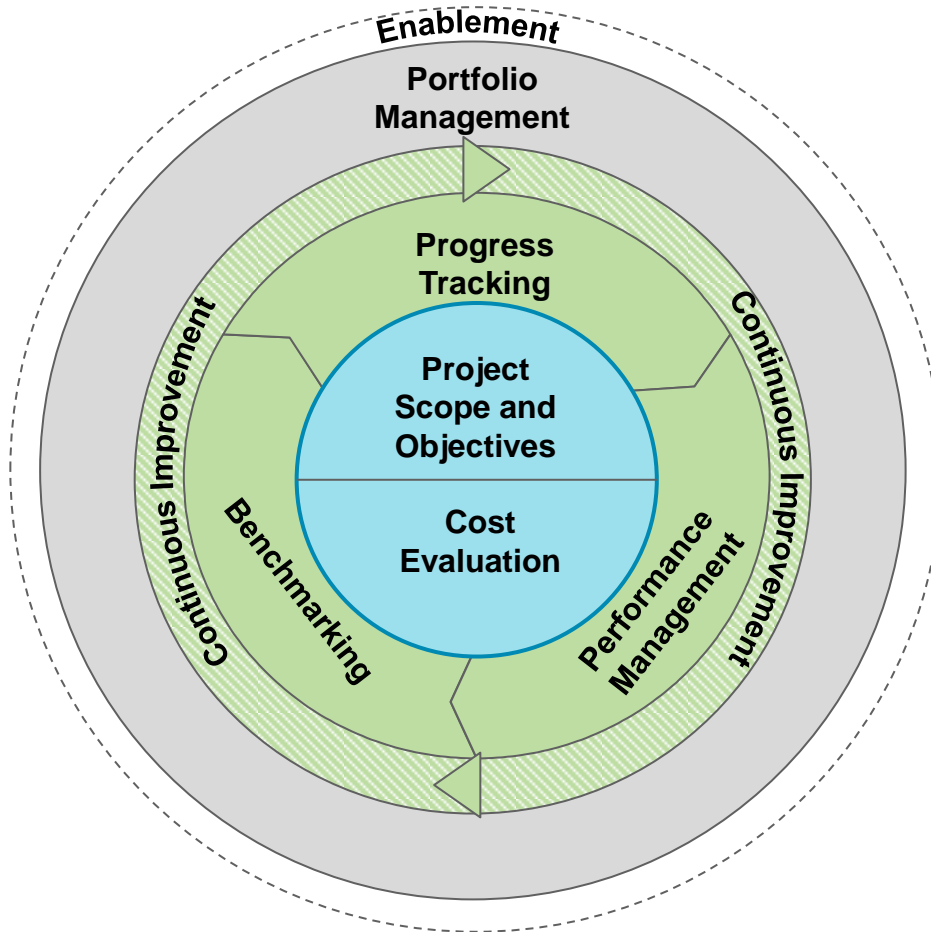 Enablement
Portfolio
Management
Progress
Tracking
Continuous Improvement
Continuous Improvement
Project
Scope and
Objectives
Cost
Evaluation
Benchmarking
Performance
Management